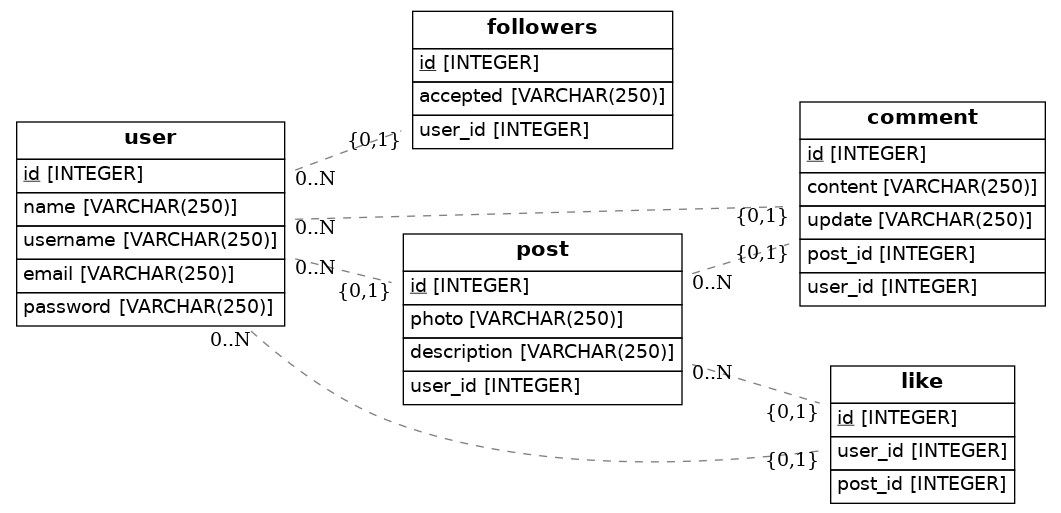 followers
id [INTEGER]
accepted [VARCHAR(250)]
user_id [INTEGER]
user
id [INTEGER]
name [VARCHAR(250)]
username [VARCHAR(250)]
email [VARCHAR(250)]
password [VARCHAR(250)]
comment
id [INTEGER]
content [VARCHAR(250)]
update [VARCHAR(250)]
post_id [INTEGER]
user_id [INTEGER]
post
id [INTEGER]
photo [VARCHAR(250)]
description [VARCHAR(250)]
user_id [INTEGER]
like
id [INTEGER]
user_id [INTEGER]
post_id [INTEGER]
{0,1}
0..N
0..N
{0,1}
0..N
{0,1}
{0,1}
0..N
0..N
{0,1}
0..N
{0,1}